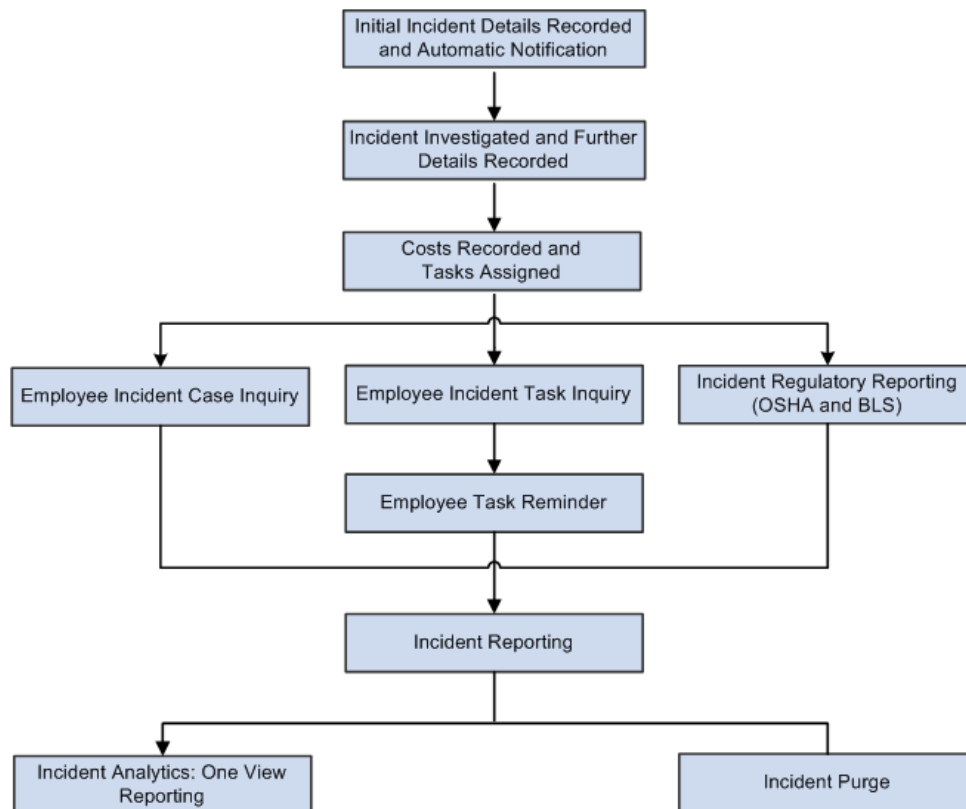 Initial Incident Details Recorded
and Automatic Notification
Incident Investigated and Further
Details Recorded
Costs Recorded and
Tasks Assigned
Employee Incident Case Inquiry
Employee Incident Task Inquiry
Incident Regulatory Reporting
(OSHA and BLS)
Employee Task Reminder
Incident Reporting
Incident Analytics: One View
Reporting
Incident Purge